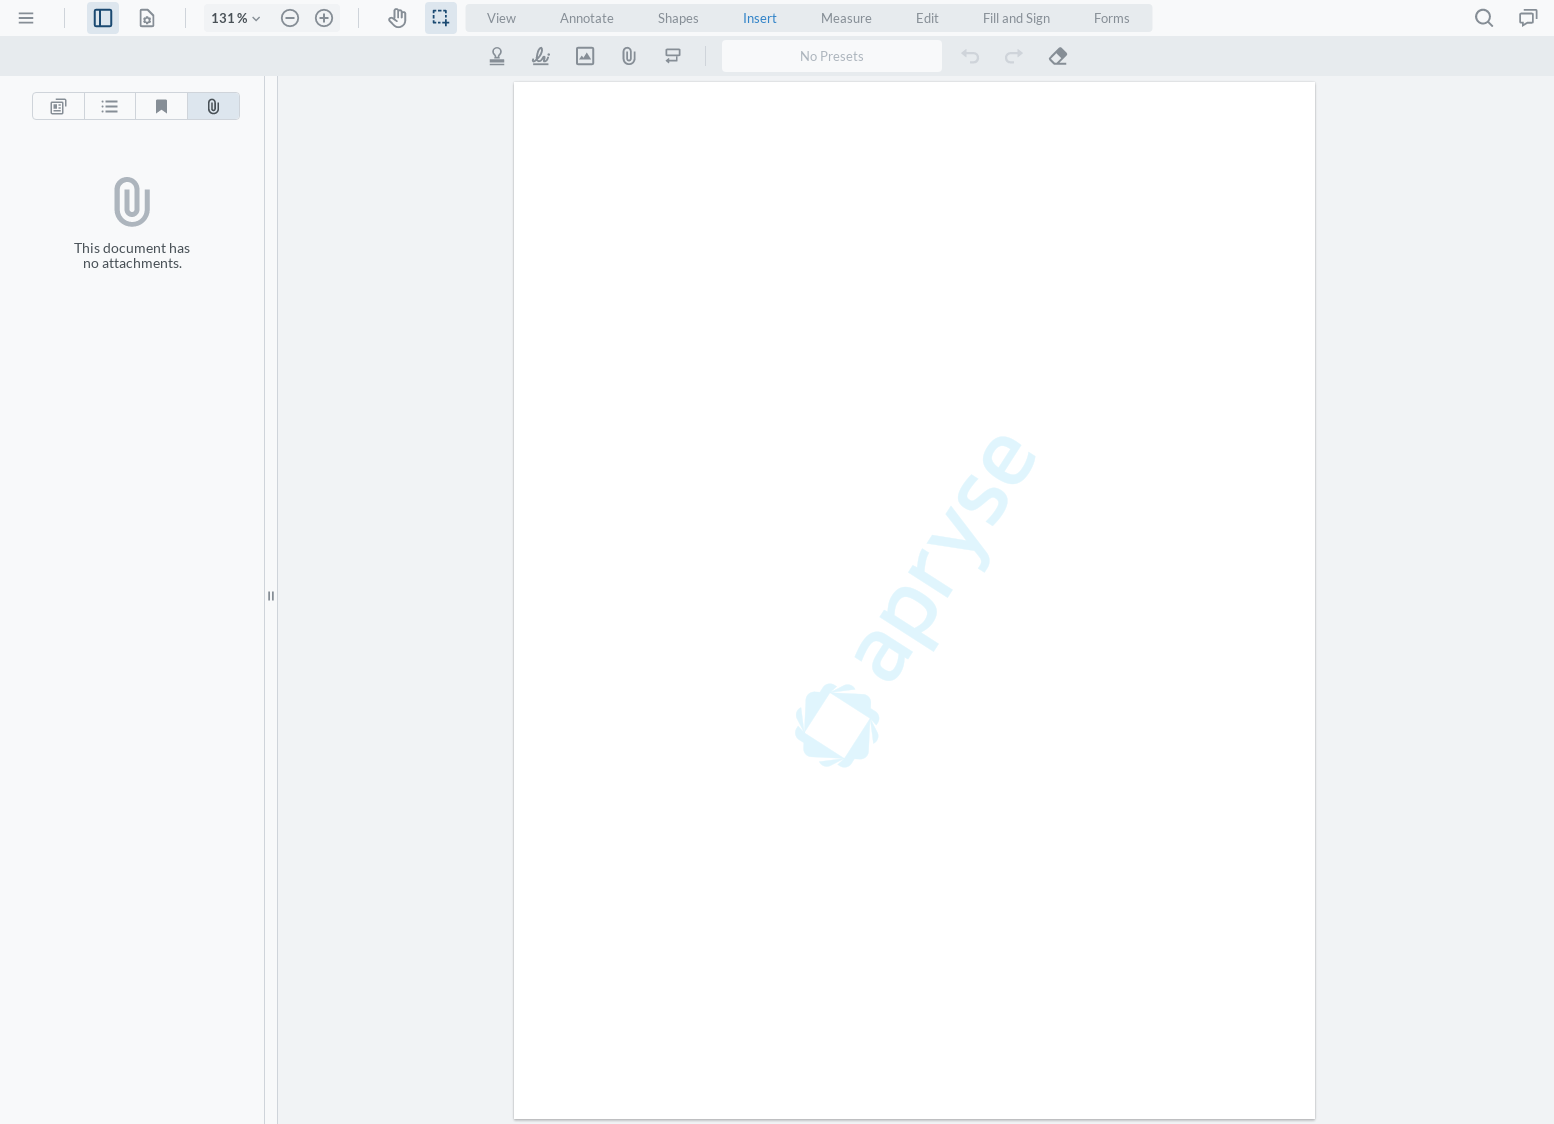 131 %
View Annotate Shapes Insert Measure Edit Fill and Sign Forms
No Presets
This document has
no attachments.
apryse